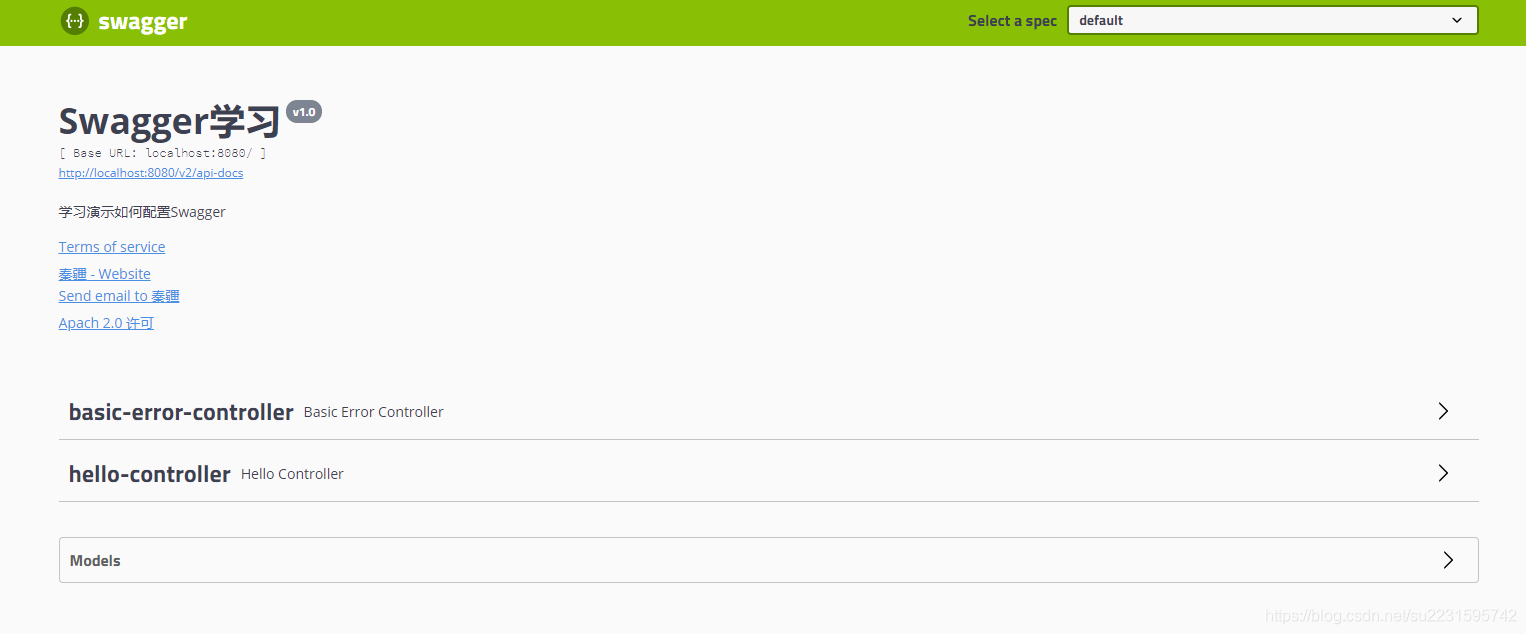 swagger
Select a spec default
Swagger学习 v1.0
[ Base URL: localhost:8080/ ]
http://localhost:8080/v2/api-docs
学习演示如何配置Swagger
Terms of service
秦疆 - Website
Send email to 秦疆
Apach 2.0 许可
basic-error-controller Basic Error Controller
hello-controller Hello Controller
Models
https://blog.csdn.net/su2231595742